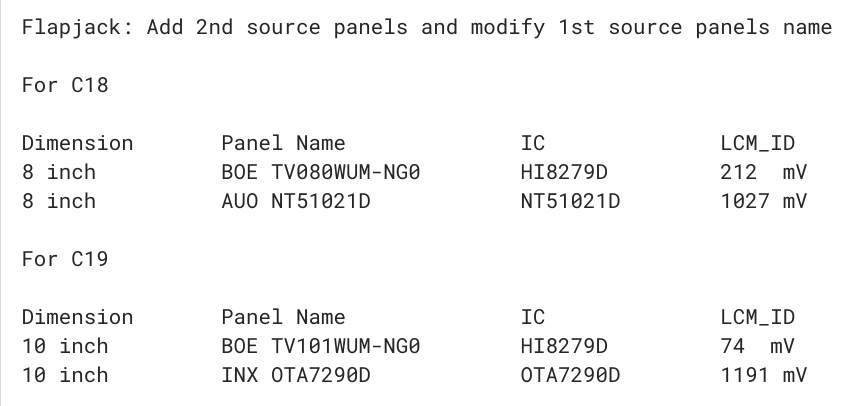 Flapjack: Add 2nd source panels and modify 1st source panels name
For C18
Dimension Panel Name IC LCM_ID
8 inch BOE TV080WUM-NG0 HI8279D 212 mV
8 inch AUO NT51021D NT51021D 1027 mV
For C19
Dimension Panel Name IC LCM_ID
10 inch BOE TV101WUM-NG0 HI8279D 74 mV
10 inch INX OTA7290D OTA7290D 1191 mV